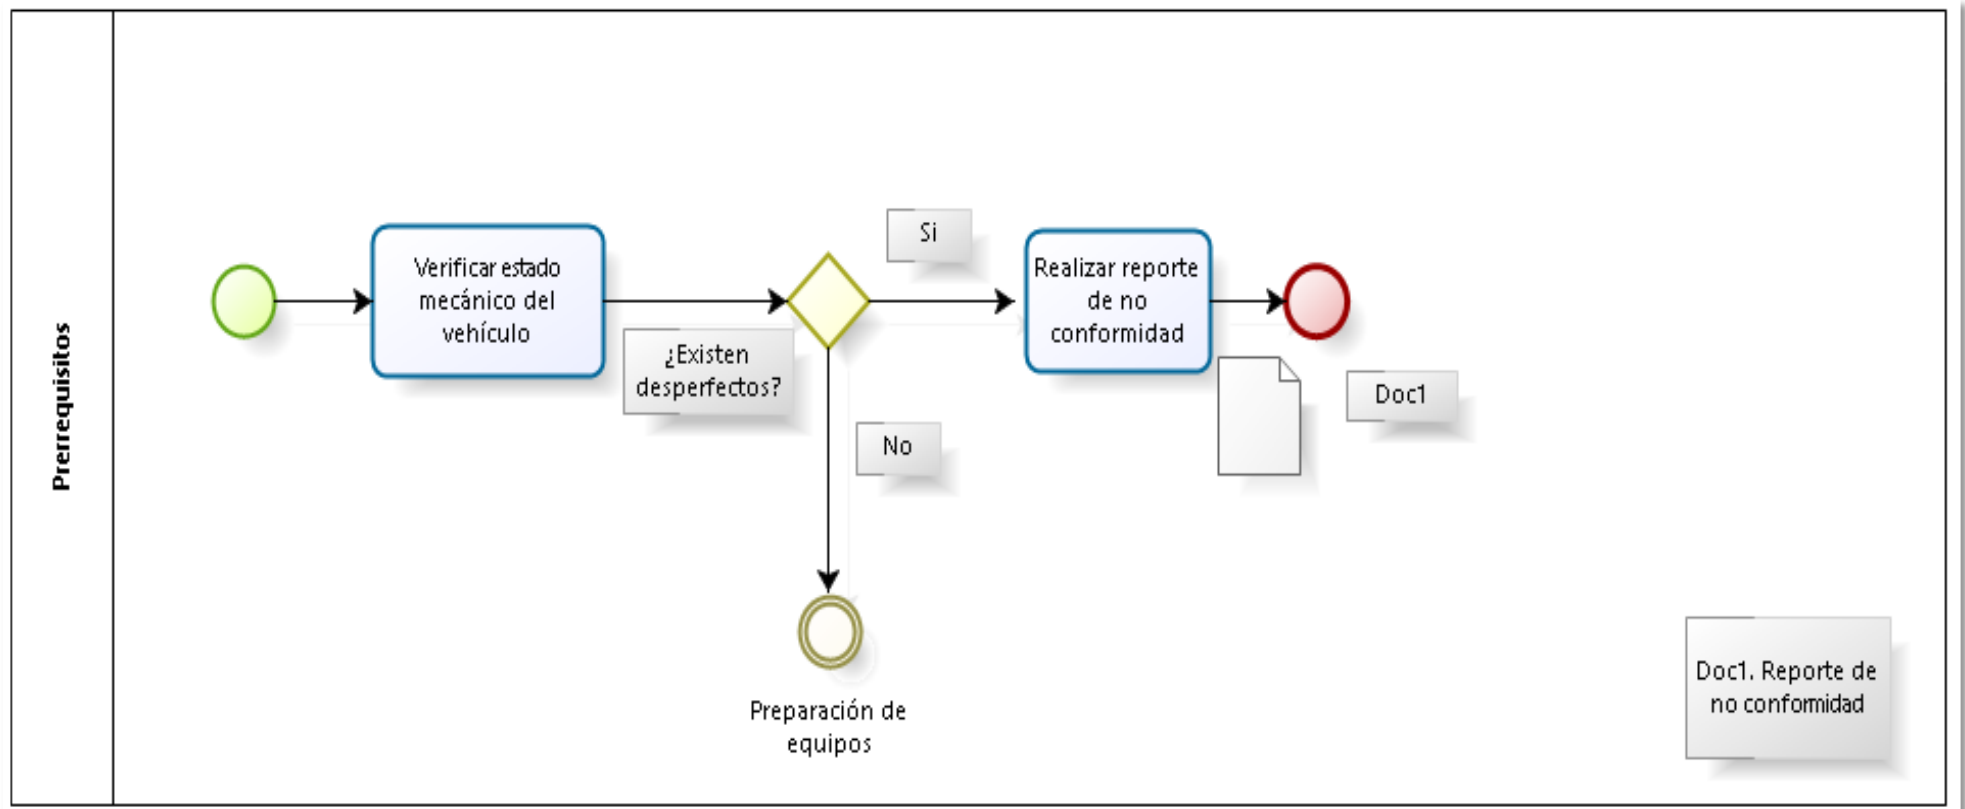 Prerrequisitos
Verificar estado
mecánico del
vehículo
¿Existen
desperfectos?
Si
No
Realizar reporte
de no
conformidad
Doc1
Preparación de
equipos
Doc1. Reporte de
no conformidad